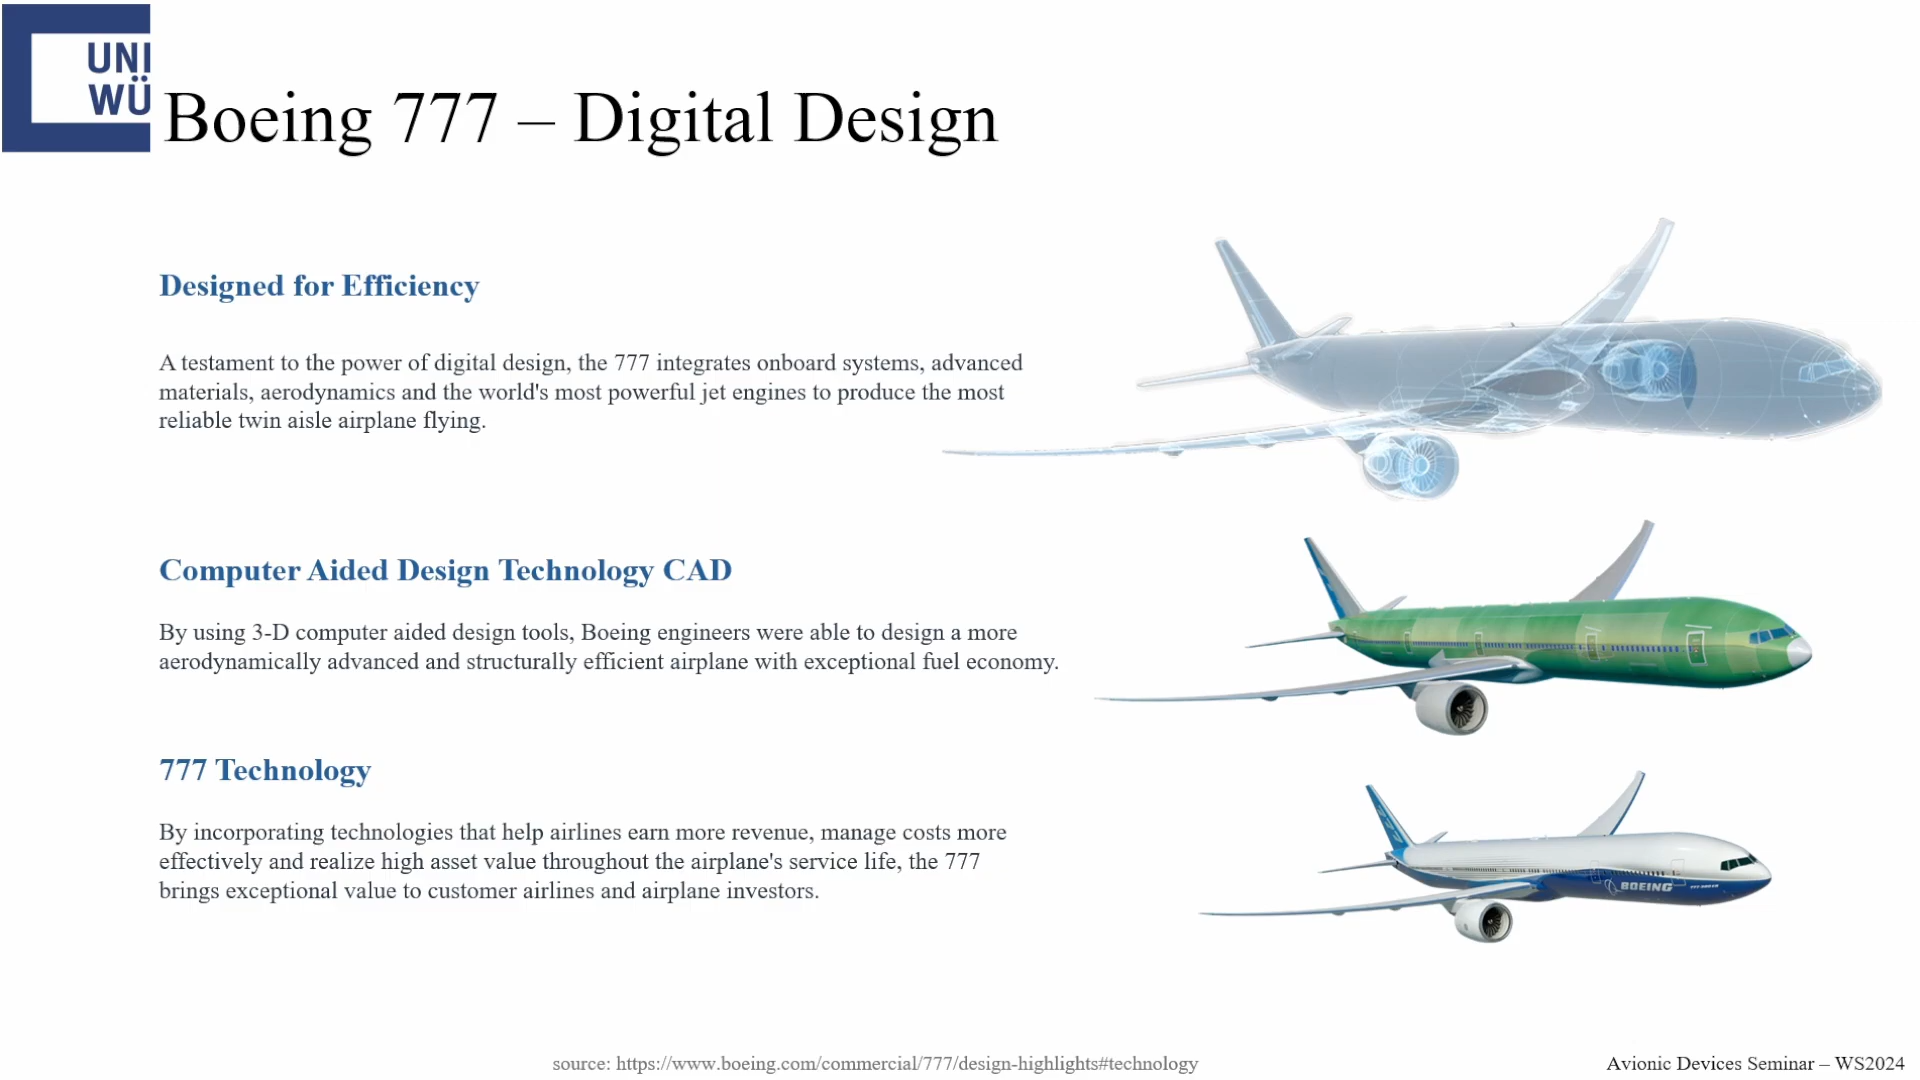 UNI
WÜ
Boeing 777 – Digital Design
Designed for Efficiency
A testament to the power of digital design, the 777 integrates onboard systems, advanced
materials, aerodynamics and the world's most powerful jet engines to produce the most
reliable twin aisle airplane flying.
Computer Aided Design Technology CAD
By using 3-D computer aided design tools, Boeing engineers were able to design a more
aerodynamically advanced and structurally efficient airplane with exceptional fuel economy.
777 Technology
By incorporating technologies that help airlines earn more revenue, manage costs more
effectively and realize high asset value throughout the airplane's service life, the 777
brings exceptional value to customer airlines and airplane investors.
BOEING
source: https://www.boeing.com/commercial/777/design-highlights#technology
Avionic Devices Seminar – WS2024